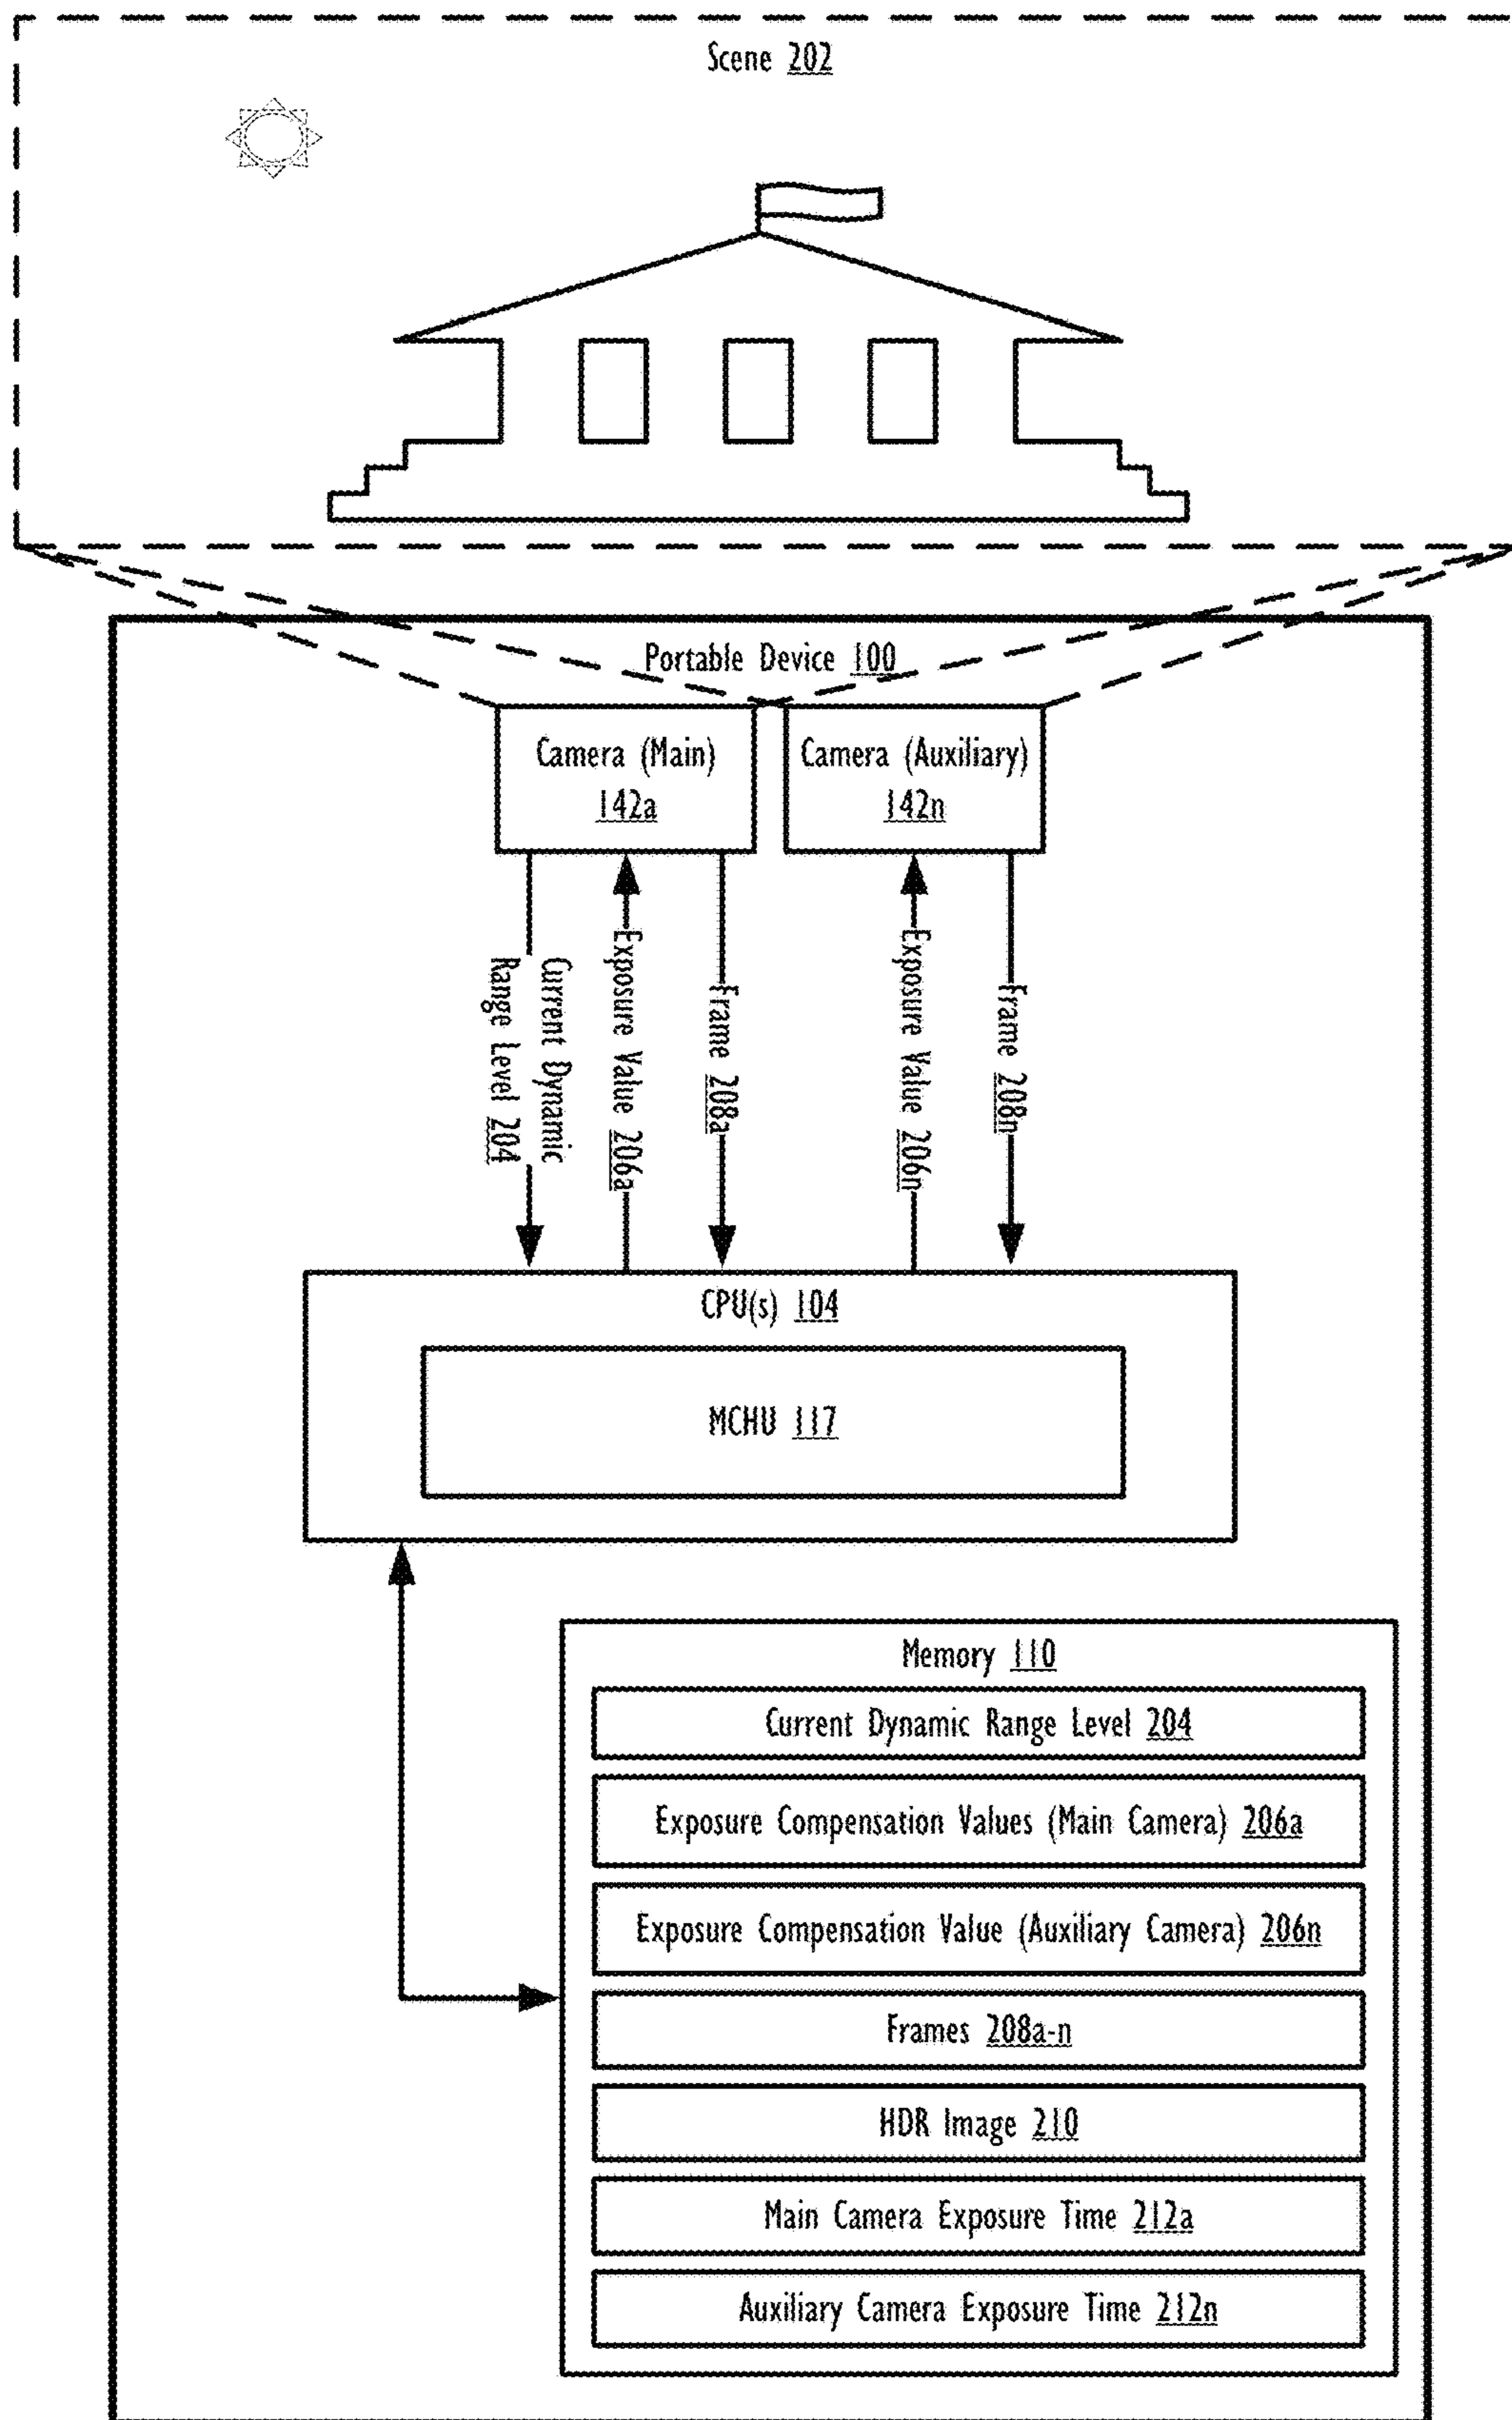 Scene 202
Portable Device 100
Camera (Main)
142a
Camera (Auxiliary)
142n
Current Dynamic
Range Level 204
Exposure Value 206a
Frame 208a
Exposure Value 206n
Frame 208n
CPU(s) 104
MCHU 117
Memory 110
Current Dynamic Range Level 204
Exposure Compensation Values (Main Camera) 206a
Exposure Compensation Value (Auxiliary Camera) 206n
Frames 208a-n
HDR Image 210
Main Camera Exposure Time 212a
Auxiliary Camera Exposure Time 212n